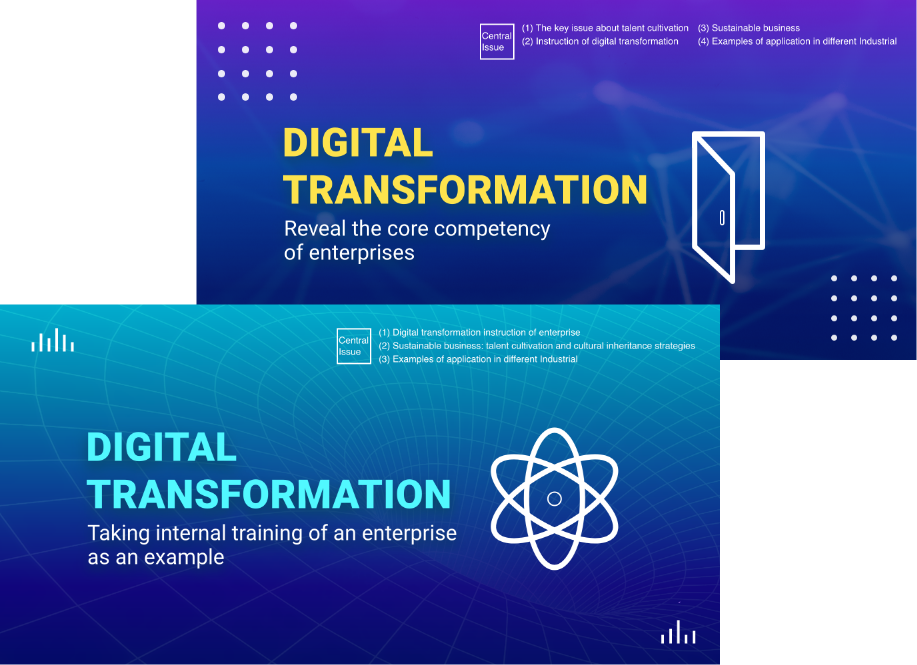 Central
Issue
(1) The key issue about talent cultivation
(2) Instruction of digital transformation
(3) Sustainable business
(4) Examples of application in different Industrial
DIGITAL
TRANSFORMATION
Reveal the core competency
of enterprises
Central
Issue
(1) Digital transformation instruction of enterprise
(2) Sustainable business: talent cultivation and cultural inheritance strategies
(3) Examples of application in different Industrial
DIGITAL
TRANSFORMATION
Taking internal training of an enterprise
as an example